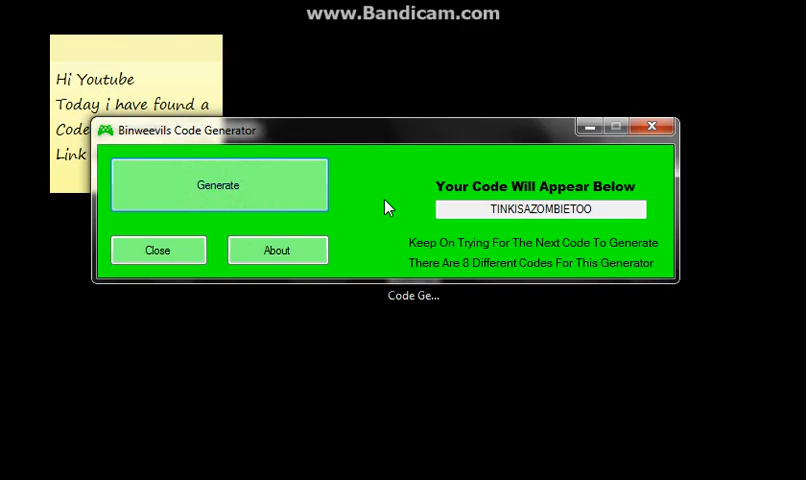 www.Bandicam.com
Hi Youtube
Today i have found a
Code
Link
Binweevils Code Generator
Generate
Your Code Will Appear Below
TINKISAZOMBIETOO
Close
About
Keep On Trying For The Next Code To Generate
There Are 8 Different Codes For This Generator
Code Ge...